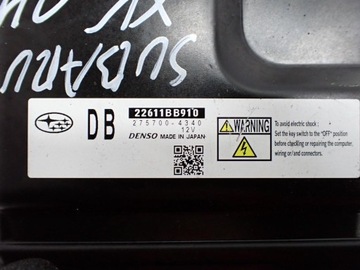 SUBARU
XV
DB
22611BB910
275700-4340
12V
DENSO MADE IN JAPAN
WARNING
To avoid electric shock :
Set the key switch to the "OFF" position
before checking or repairing the computer,
wiring or/and connectors.